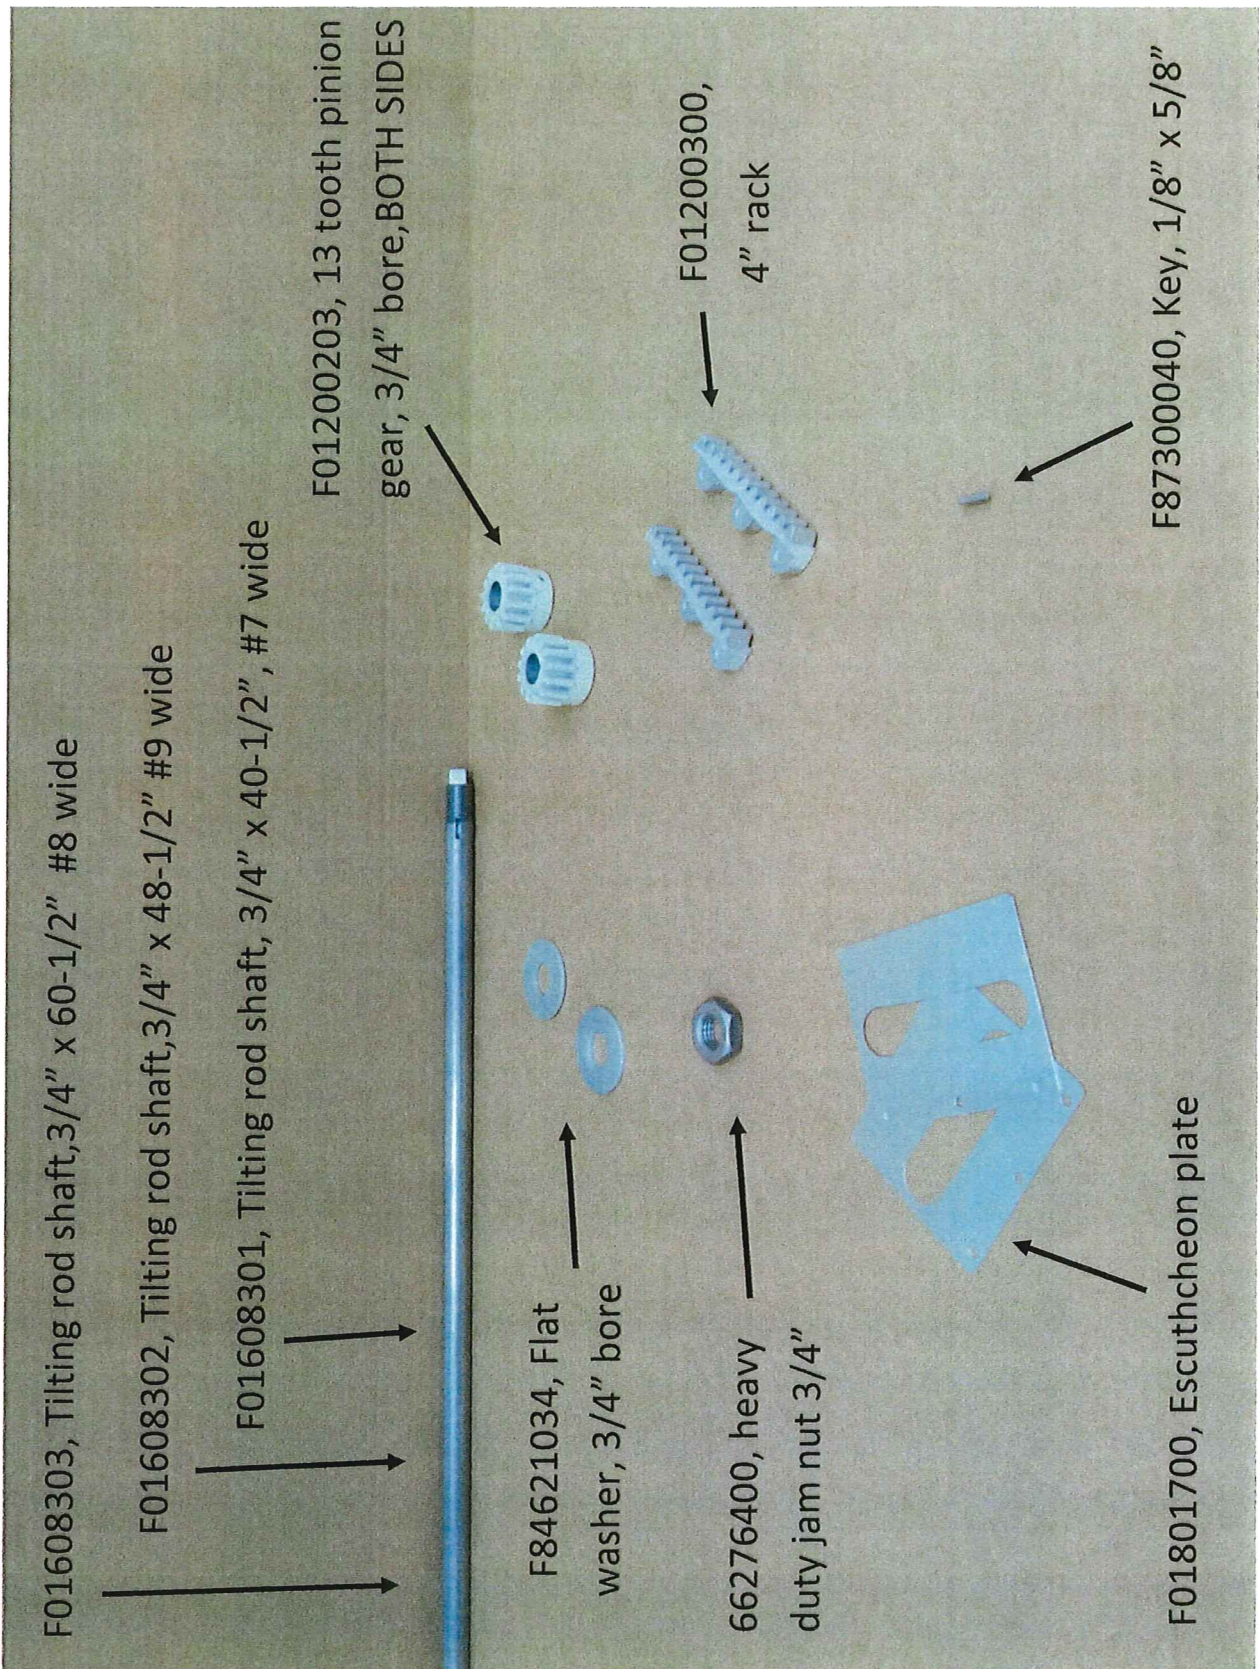 F01608303, Tilting rod shaft,3/4” x 60-1/2”  #8 wide
F01608302, Tilting rod shaft,3/4” x 48-1/2” #9 wide
F01608301, Tilting rod shaft, 3/4” x 40-1/2”, #7 wide
F01200203, 13 tooth pinion
gear, 3/4” bore,BOTH SIDES
F84621034, Flat
washer, 3/4” bore
F01200300,
4” rack
66276400, heavy
duty jam nut 3/4”
F01801700, Escuthcheon plate
F87300040, Key, 1/8” x 5/8”